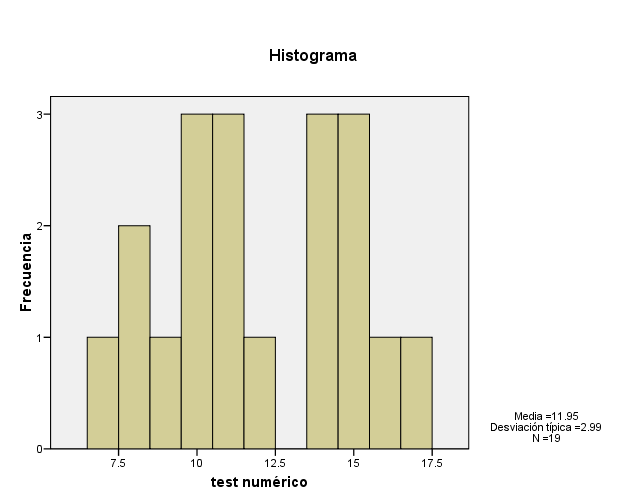 Histograma
3
2
1
0
Frecuencia
7.5
10
12.5
15
17.5
test numérico
Media =11.95
Desviación típica =2.99
N =19